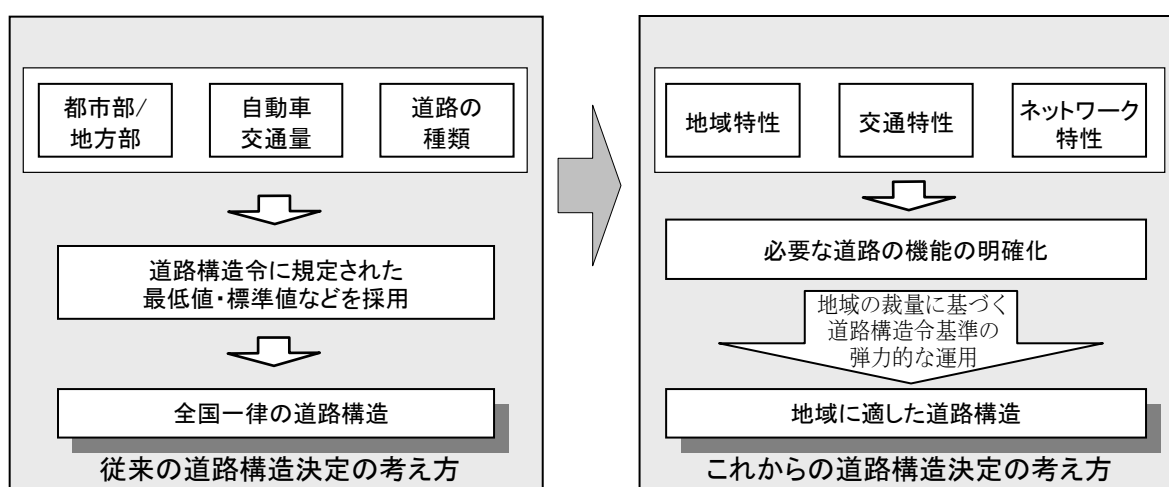 都市部/
地方部
自動車
交通量
道路の
種類
道路構造令に規定された
最低値・標準値などを採用
全国一律の道路構造
従来の道路構造決定の考え方
地域特性
交通特性
ネットワーク
特性
必要な道路の機能の明確化
地域の裁量に基づく
道路構造令基準の
弾力的な運用
地域に適した道路構造
これからの道路構造決定の考え方